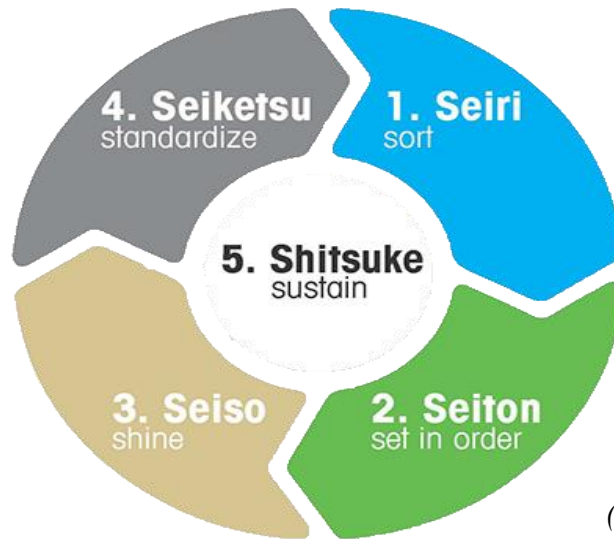 1. Seiri
sort
2. Seiton
set in order
3. Seiso
shine
4. Seiketsu
standardize
5. Shitsuke
sustain
(